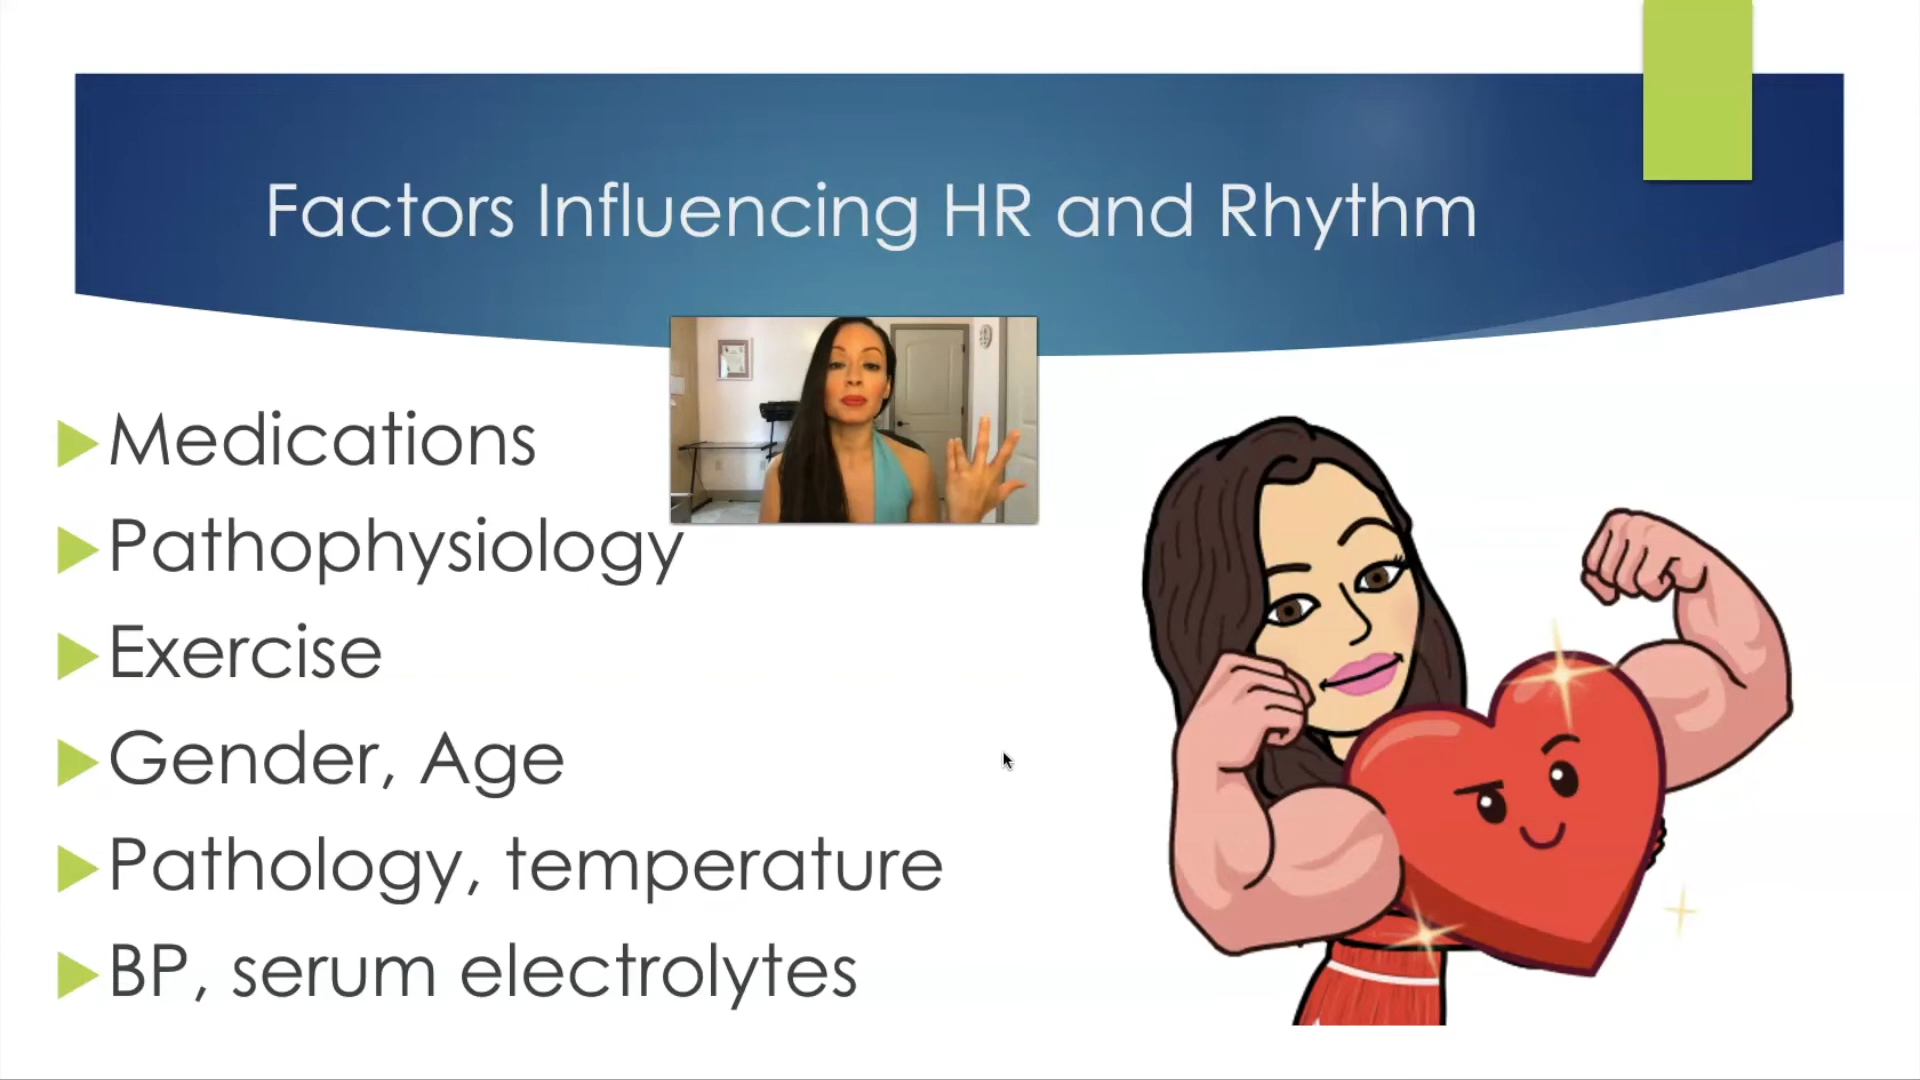 Factors Influencing HR and Rhythm
Medications
Pathophysiology
Exercise
Gender, Age
Pathology, temperature
BP, serum electrolytes